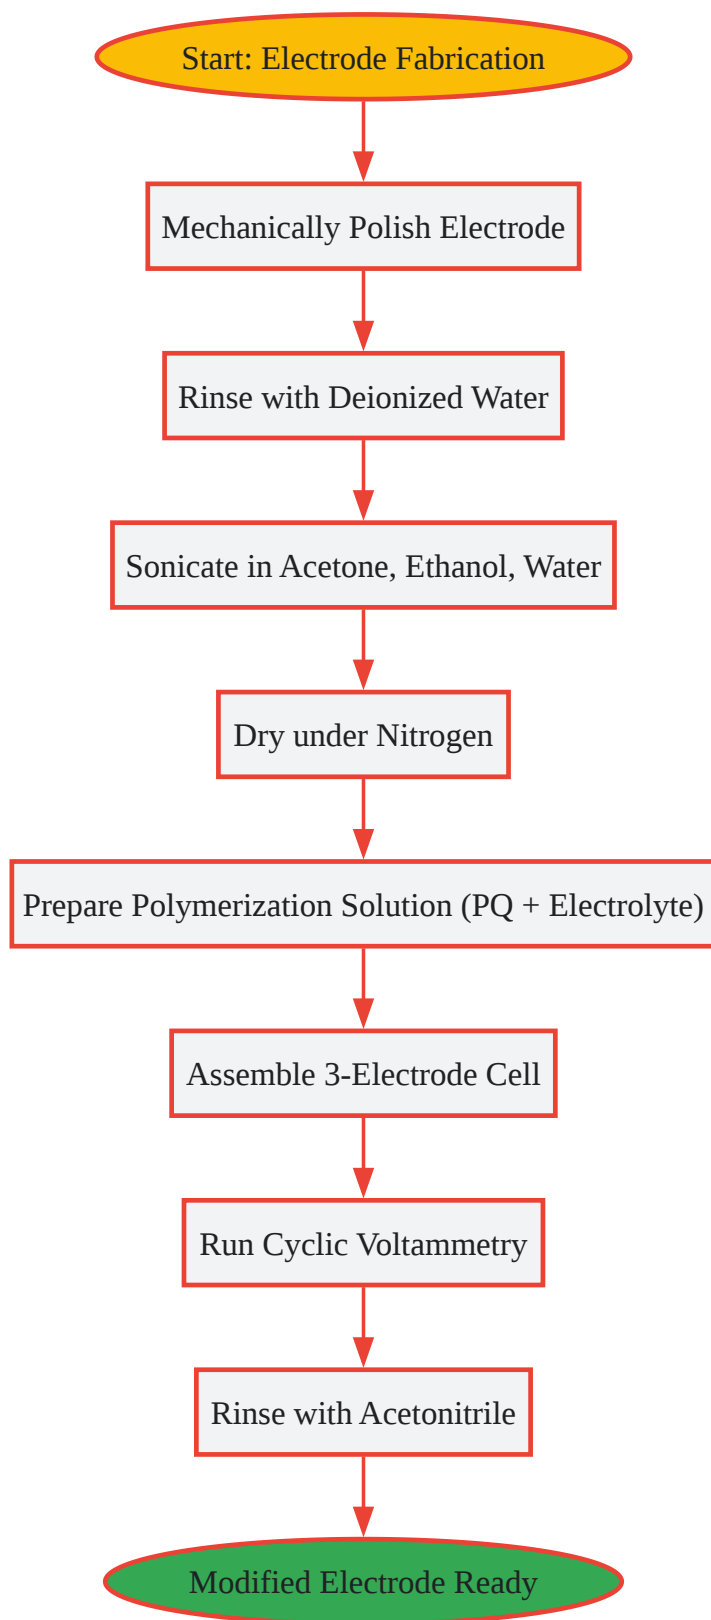 Start: Electrode Fabrication
Mechanically Polish Electrode
Rinse with Deionized Water
Sonicate in Acetone, Ethanol, Water
Dry under Nitrogen
Prepare Polymerization Solution (PQ + Electrolyte)
Assemble 3-Electrode Cell
Run Cyclic Voltammetry
Rinse with Acetonitrile
Modified Electrode Ready